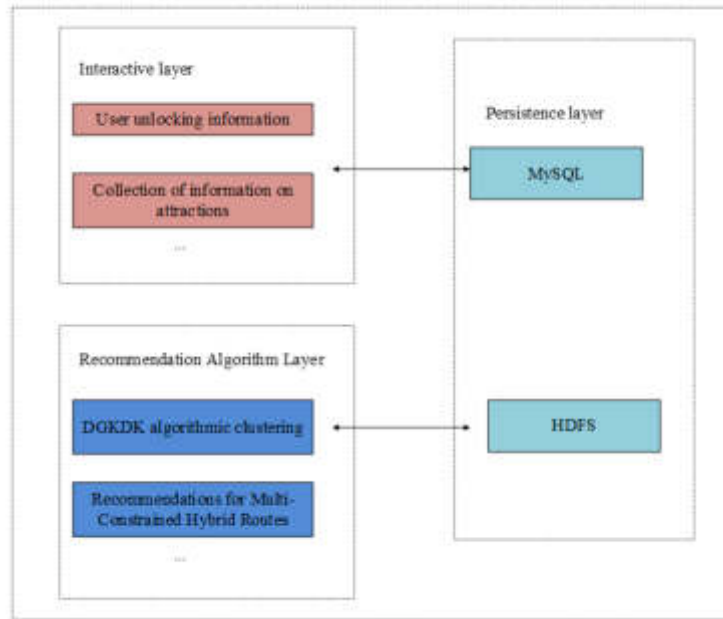 Interactive layer
User unlocking information
Collection of information on
attractions
...
Persistence layer
MySQL
Recommendation Algorithm Layer
DGKDK algorithmic clustering
Recommendations for Multi-
Constrained Hybrid Routes
...
HDFS